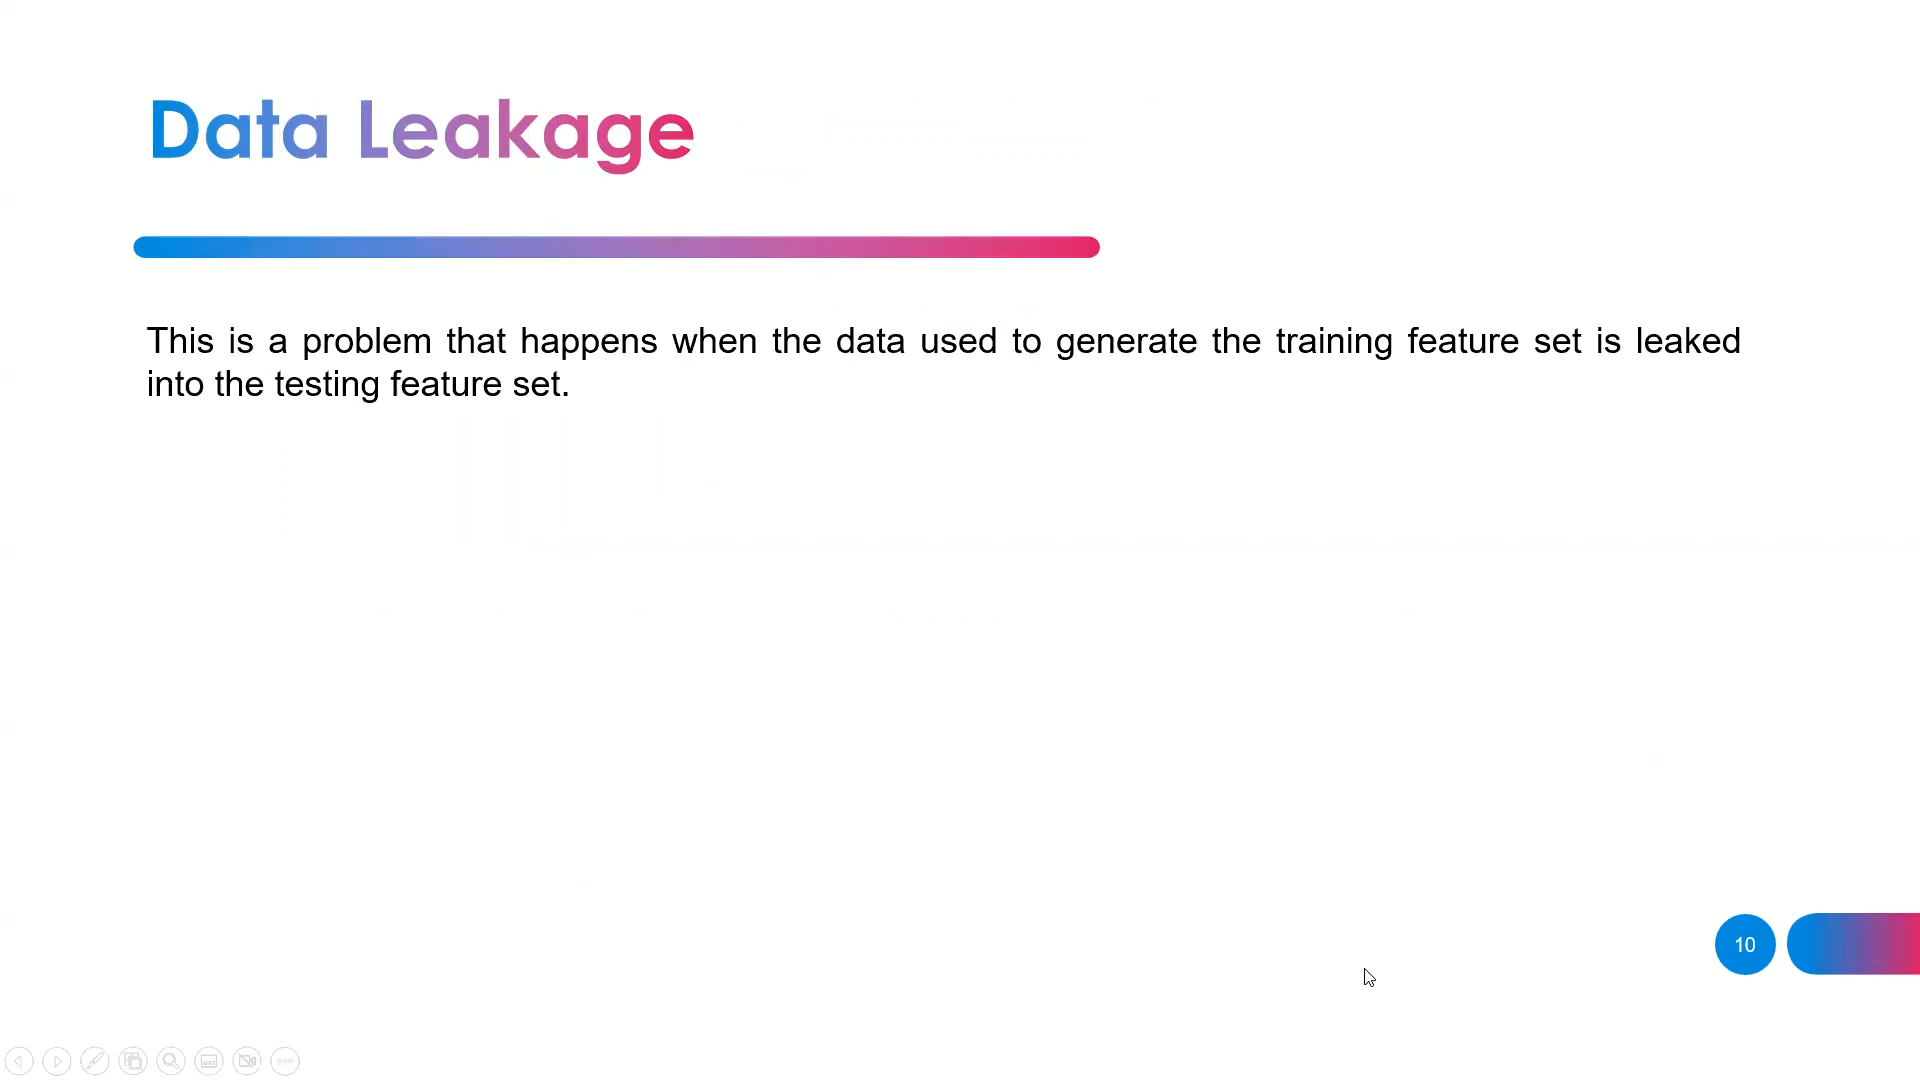 Data Leakage
This is a problem that happens when the data used to generate the training feature set is leaked
into the testing feature set.
10